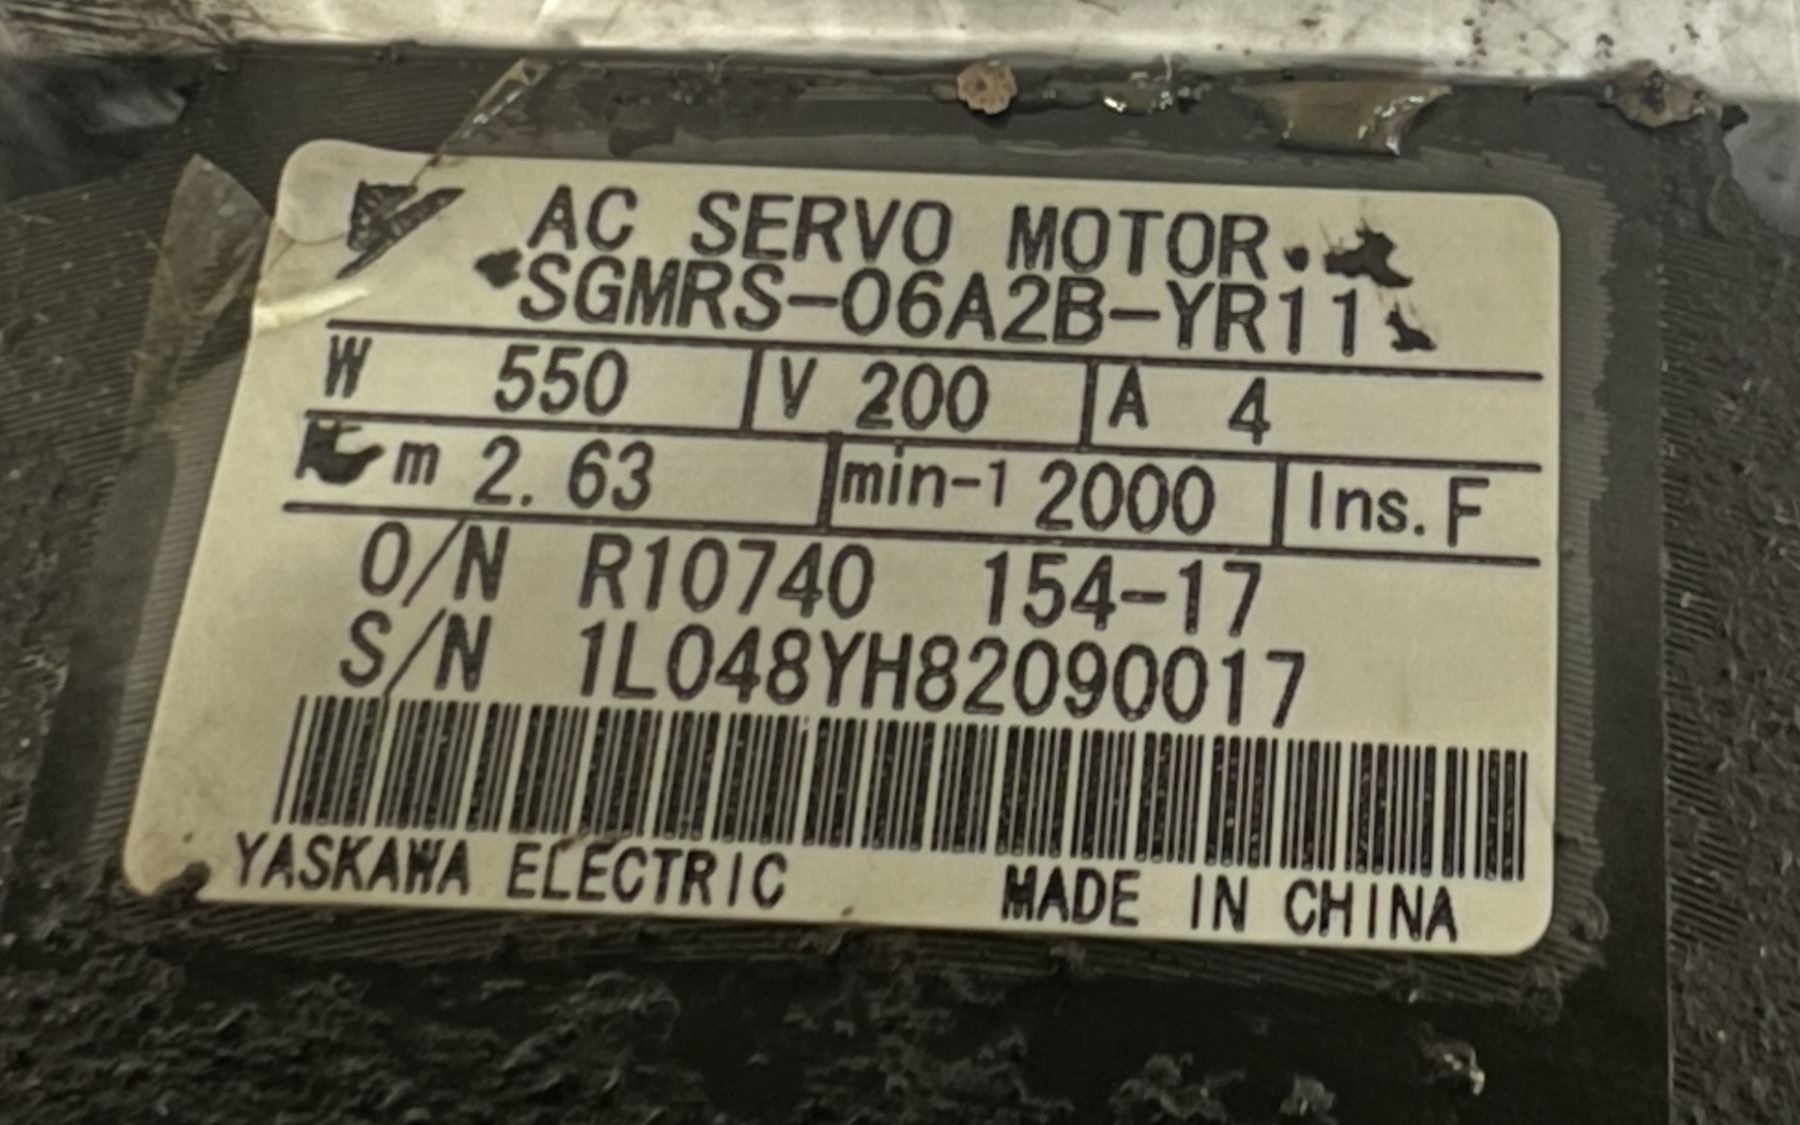 AC SERVO MOTOR
SGMRS-06A2B-YR11
W 550 V 200 A 4
m 2.63 min-1 2000 Ins. F
O/N R10740 154-17
S/N 1L048YH82090017
YASKAWA ELECTRIC MADE IN CHINA